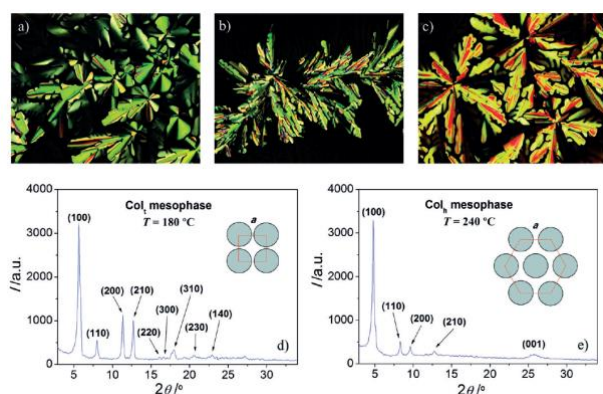 a)
b)
c)
4000
3000
2000
1000
0
I/a.u.
Colt mesophase
T = 180 °C
a
(100)
(110)
(200)
(210)
(220)
(300)
(310)
(230)
(140)
d)
5 10 15 20 25 30
2θ/°
4000
3000
2000
1000
0
I/a.u.
Colh mesophase
T = 240 °C
a
(100)
(110)
(200)
(210)
(001)
e)
5 10 15 20 25 30
2θ/°